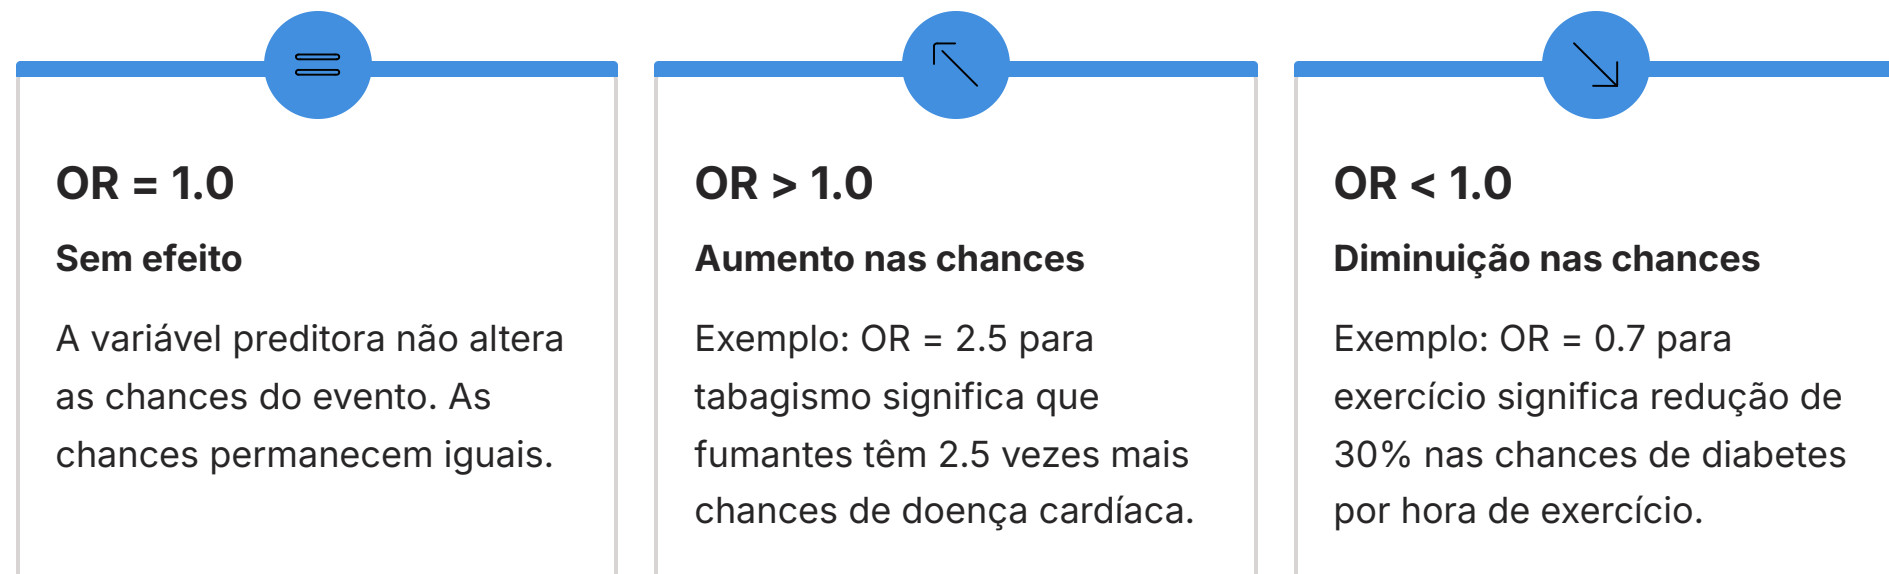 OR = 1.0
Sem efeito
A variável preditora não altera
as chances do evento. As
chances permanecem iguais.
OR > 1.0
Aumento nas chances
Exemplo: OR = 2.5 para
tabagismo significa que
fumantes têm 2.5 vezes mais
chances de doença cardíaca.
OR < 1.0
Diminuição nas chances
Exemplo: OR = 0.7 para
exercício significa redução de
30% nas chances de diabetes
por hora de exercício.